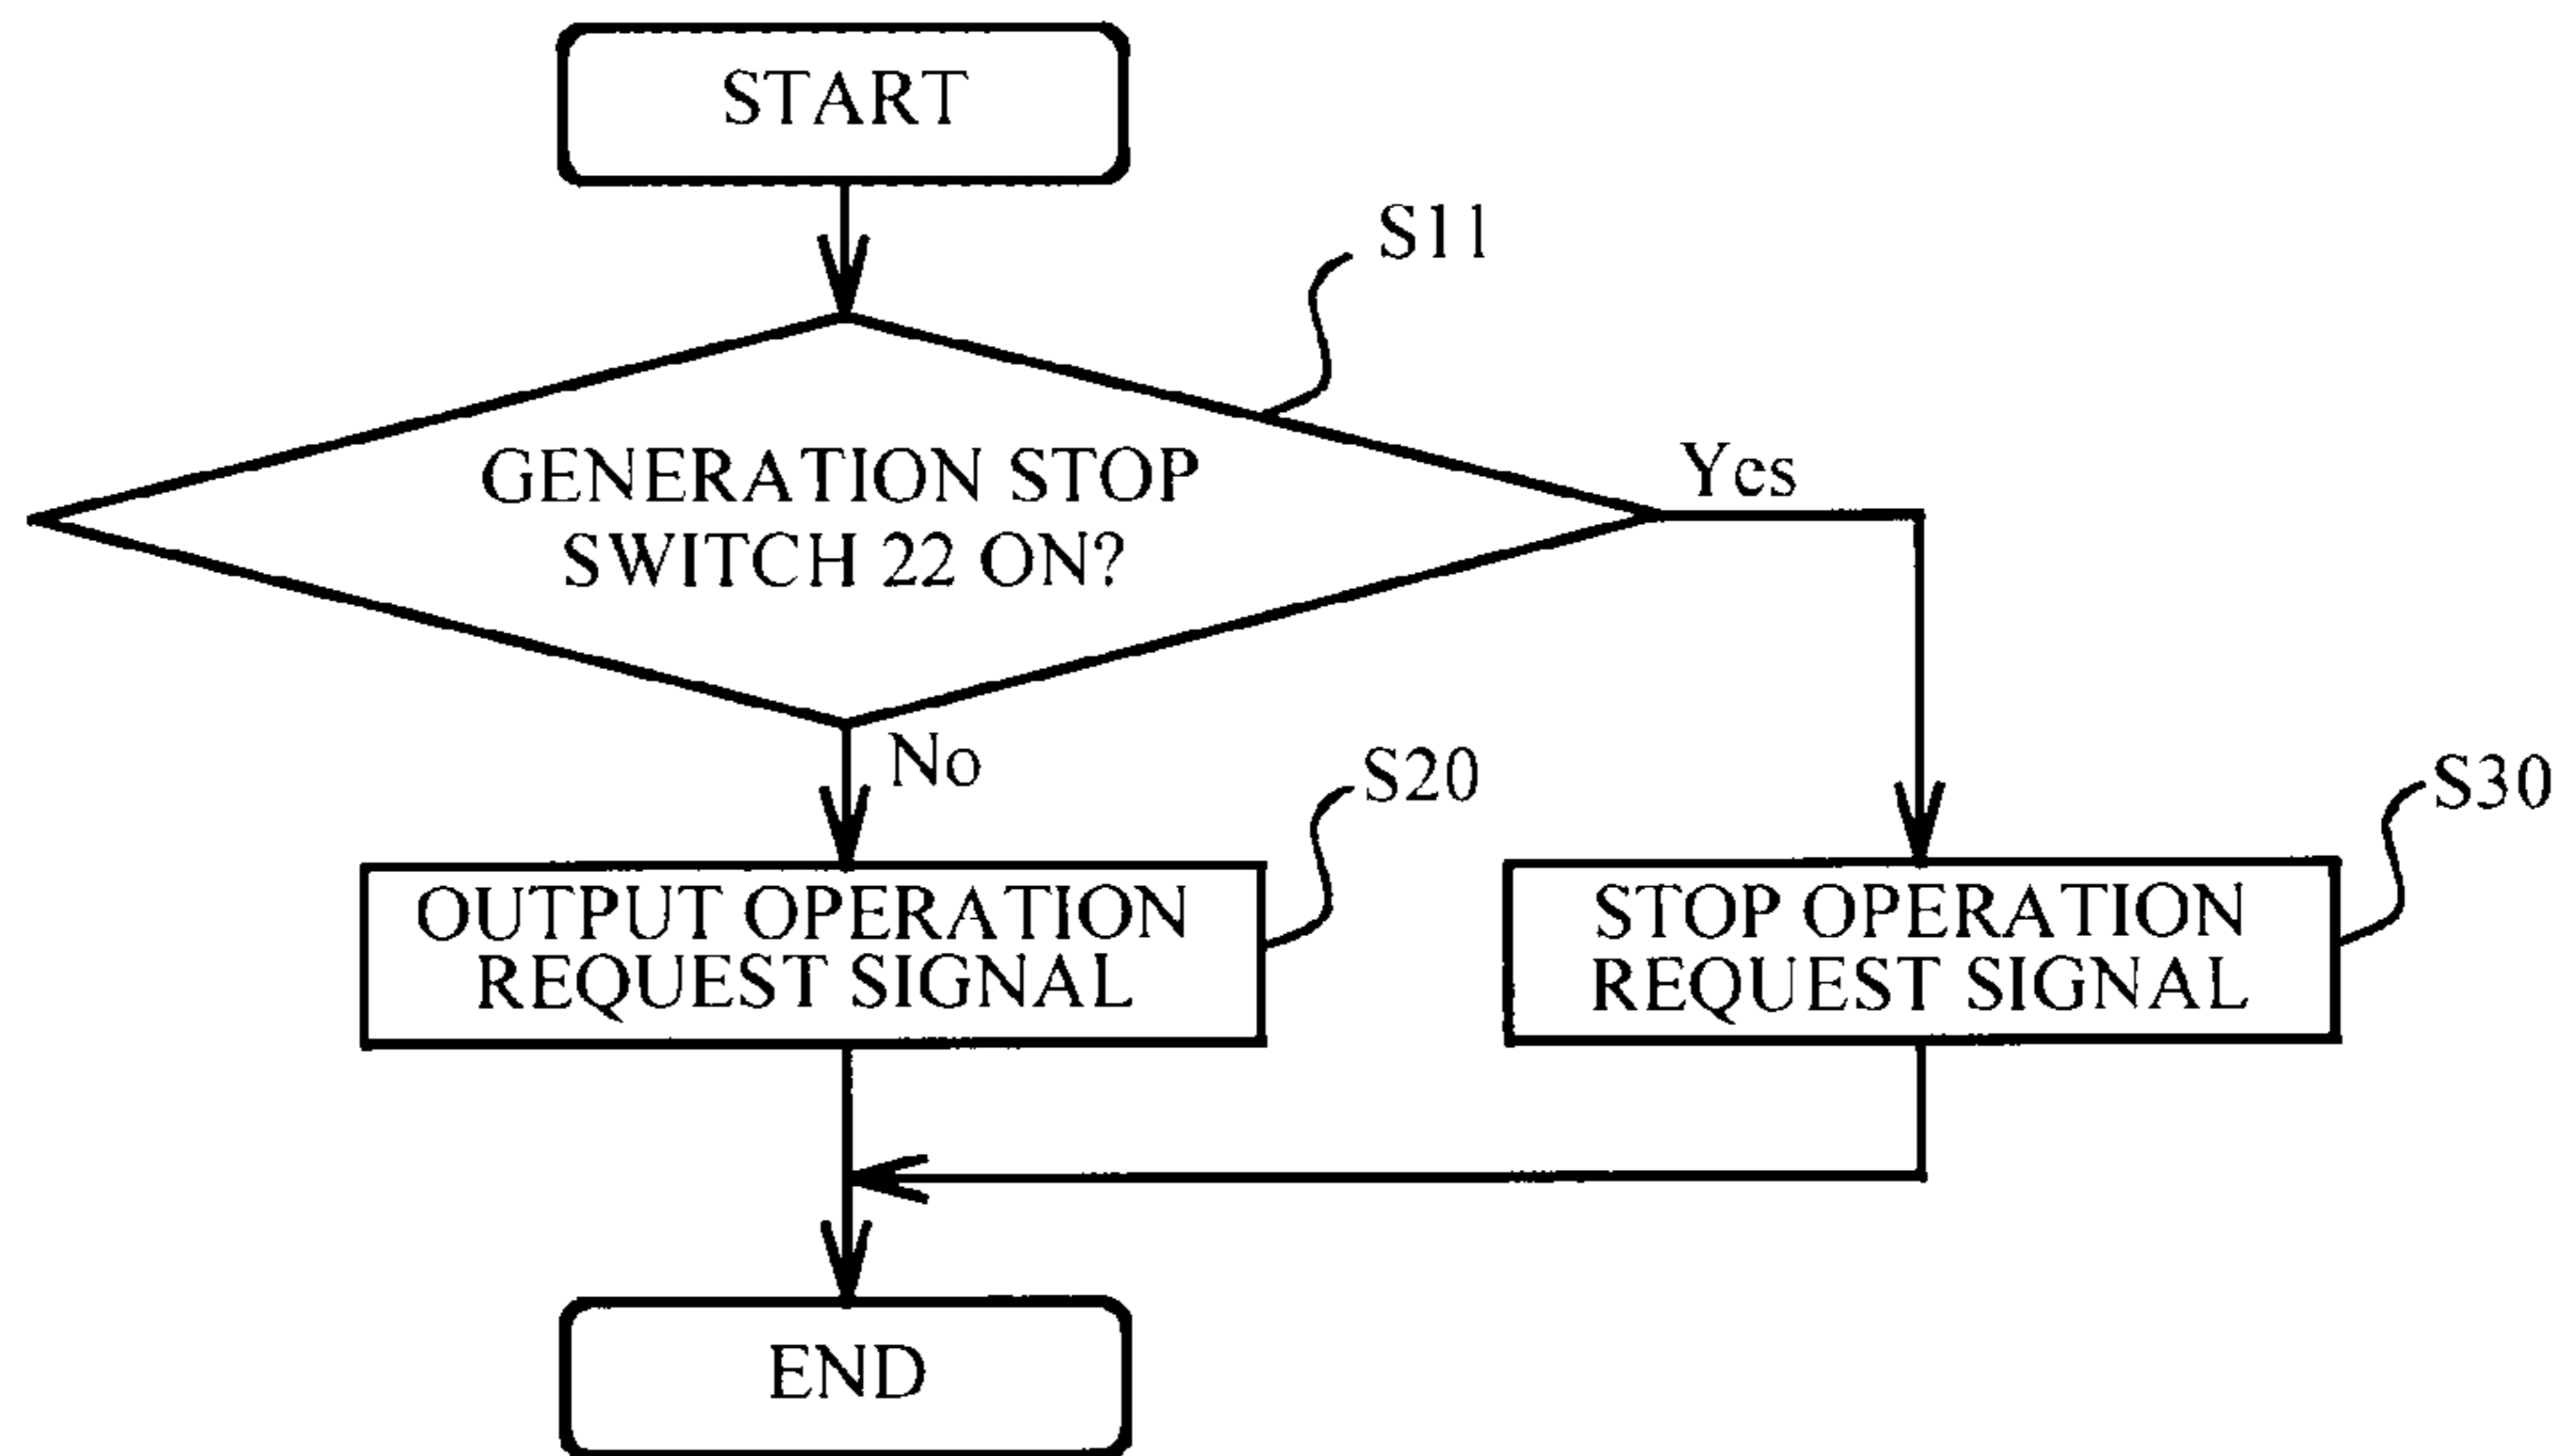 START
S11
GENERATION STOP
SWITCH 22 ON?
Yes
No
S20
S30
OUTPUT OPERATION
REQUEST SIGNAL
STOP OPERATION
REQUEST SIGNAL
END